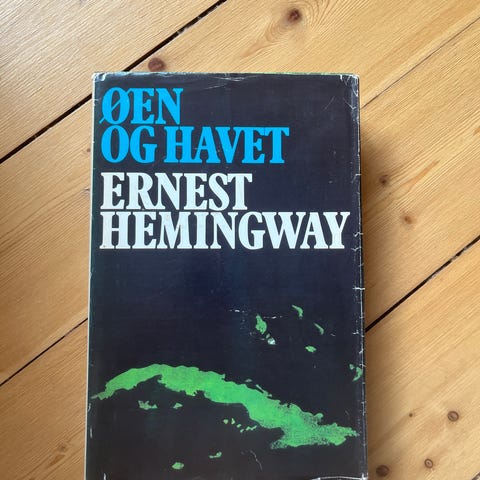 ØEN
OG HAVET
ERNEST
HEMINGWAY